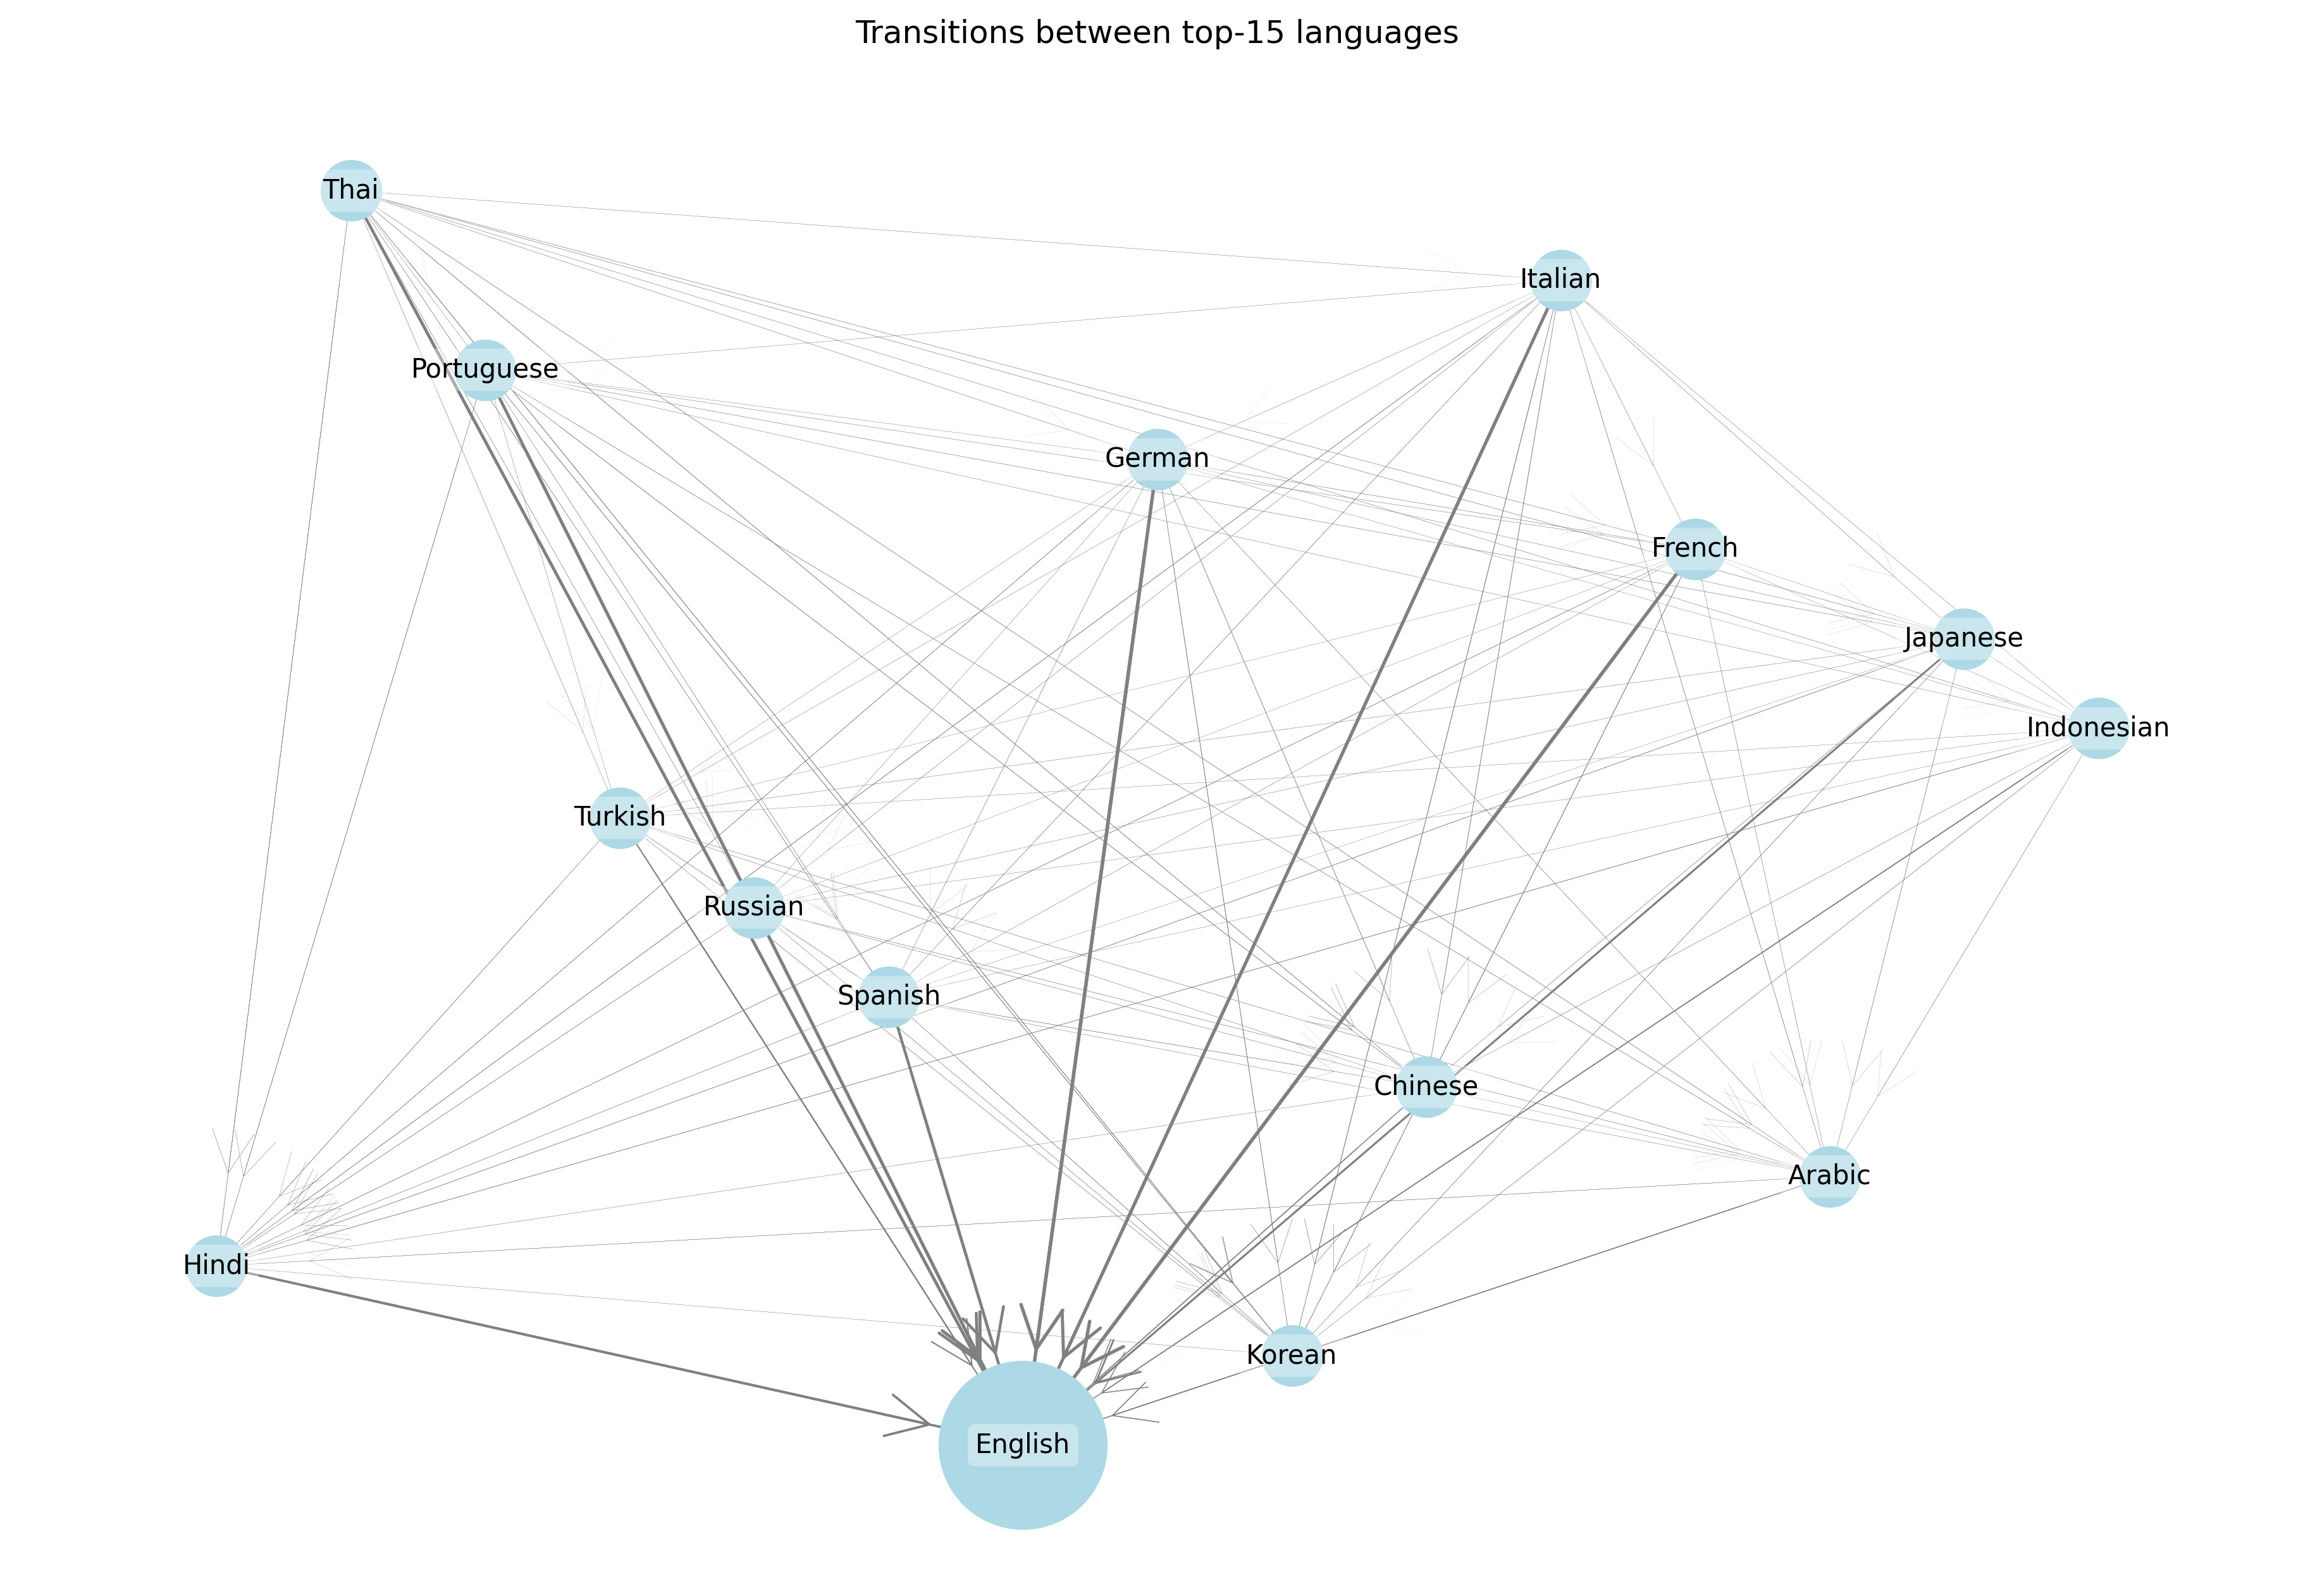 Transitions between top-15 languages
Thai
Italian
Portuguese
German
French
Japanese
Indonesian
Turkish
Russian
Spanish
Chinese
Arabic
Hindi
Korean
English